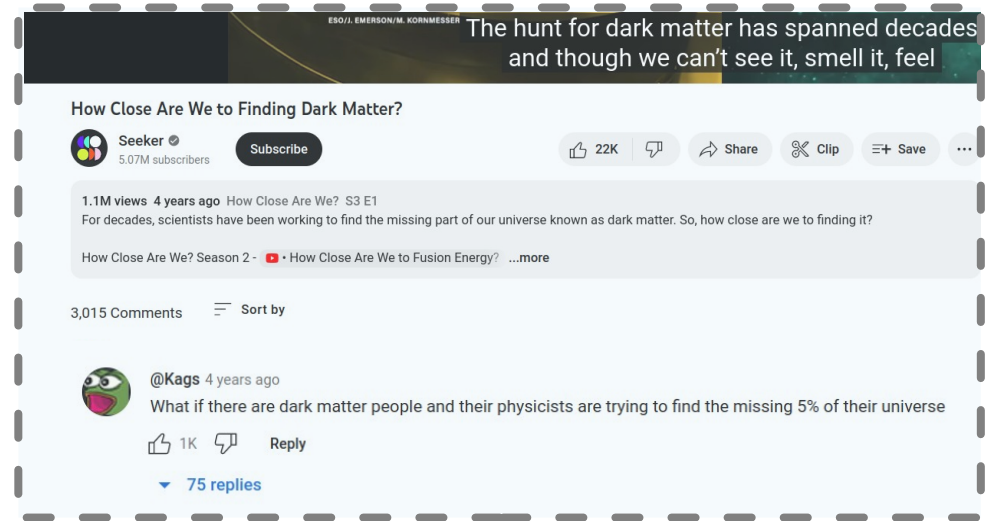 ESO/J. EMERSON/M. KORNMESSER
The hunt for dark matter has spanned decades
and though we can’t see it, smell it, feel
How Close Are We to Finding Dark Matter?
Seeker
5.07M subscribers
Subscribe
22K
Share
Clip
Save
1.1M views 4 years ago How Close Are We? S3 E1
For decades, scientists have been working to find the missing part of our universe known as dark matter. So, how close are we to finding it?
How Close Are We? Season 2 - • How Close Are We to Fusion Energy? ...more
3,015 Comments
Sort by
@Kags 4 years ago
What if there are dark matter people and their physicists are trying to find the missing 5% of their universe
1K
Reply
75 replies